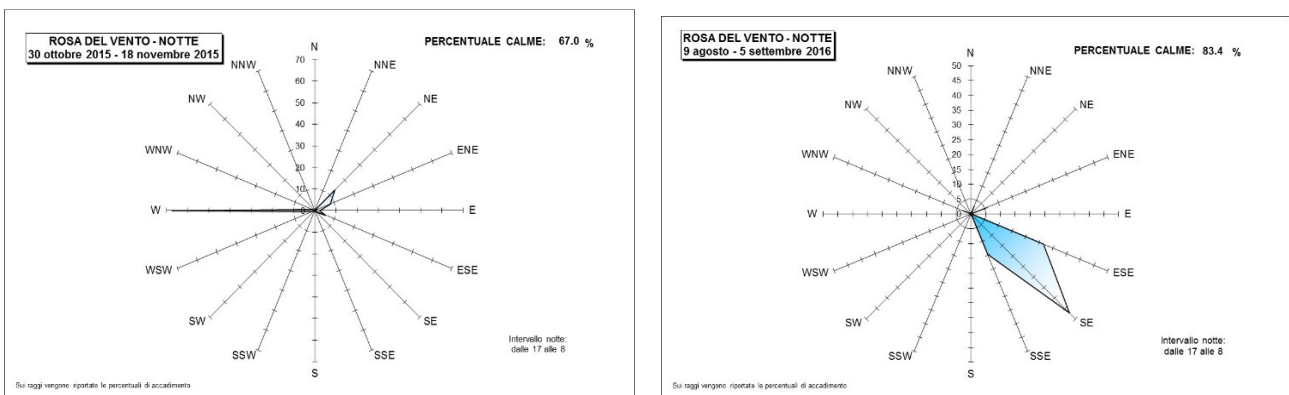 ROSA DEL VENTO - NOTTE
30 ottobre 2015 - 18 novembre 2015
PERCENTUALE CALME: 67.0 %
N
NNW
NNE
NW
NE
WNW
ENE
W
E
WSW
ESE
SW
SE
SSW
SSE
S
70
60
50
40
30
20
10
0
Intervallo notte:
dalle 17 alle 8
Sui raggi vengono riportate le percentuali di accadimento
ROSA DEL VENTO - NOTTE
9 agosto - 5 settembre 2016
PERCENTUALE CALME: 83.4 %
N
NNW
NNE
NW
NE
WNW
ENE
W
E
WSW
ESE
SW
SE
SSW
SSE
S
50
45
40
35
30
25
20
15
10
5
0
Intervallo notte:
dalle 17 alle 8
Sui raggi vengono riportate le percentuali di accadimento